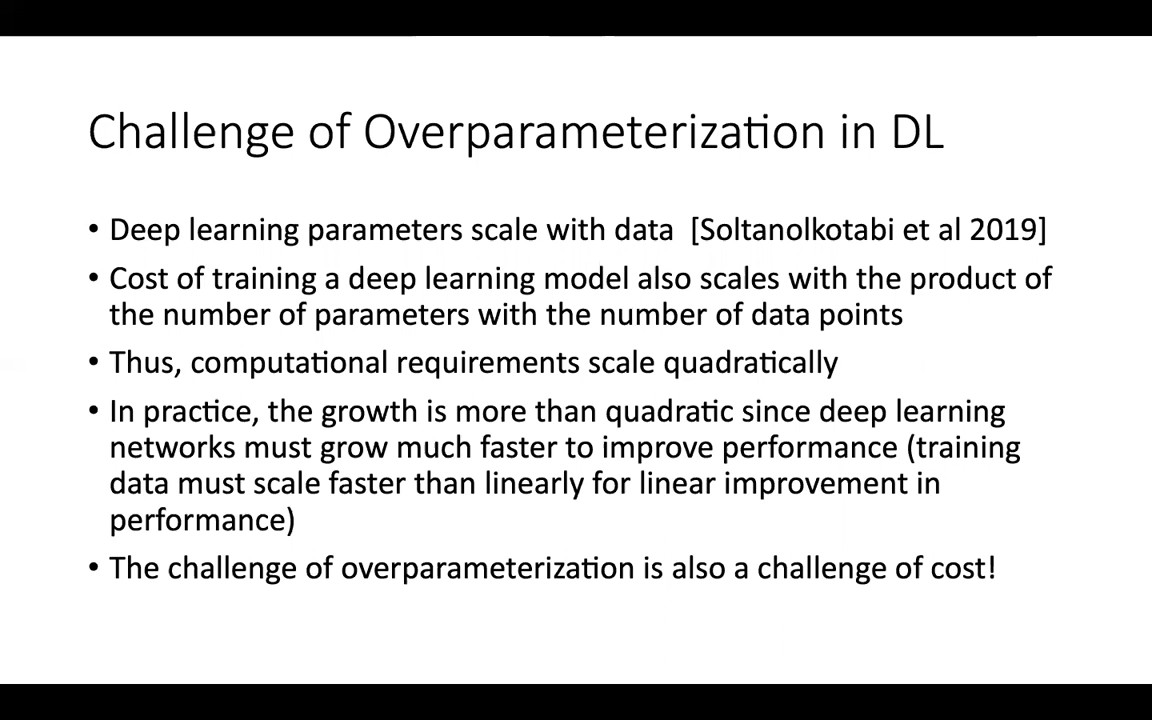 Challenge of Overparameterization in DL
• Deep learning parameters scale with data  [Soltanolkotabi et al 2019]
• Cost of training a deep learning model also scales with the product of
the number of parameters with the number of data points
• Thus, computational requirements scale quadratically
• In practice, the growth is more than quadratic since deep learning
networks must grow much faster to improve performance (training
data must scale faster than linearly for linear improvement in
performance)
• The challenge of overparameterization is also a challenge of cost!